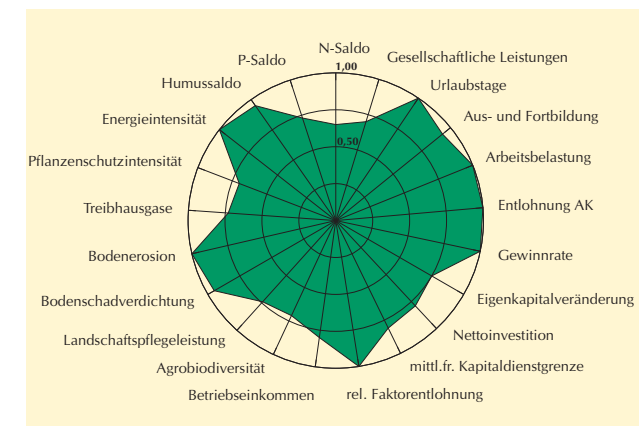 N-Saldo
1,00
0,50
Gesellschaftliche Leistungen
Urlaubstage
Aus- und Fortbildung
Arbeitsbelastung
Entlohnung AK
Gewinnrate
Eigenkapitalveränderung
Nettoinvestition
mittl.fr. Kapitaldienstgrenze
rel. Faktorentlohnung
Betriebseinkommen
Agrobiodiversität
Landschaftspflegeleistung
Bodenschadverdichtung
Bodenerosion
Treibhausgase
Pflanzenschutzintensität
Energieintensität
Humussaldo
P-Saldo